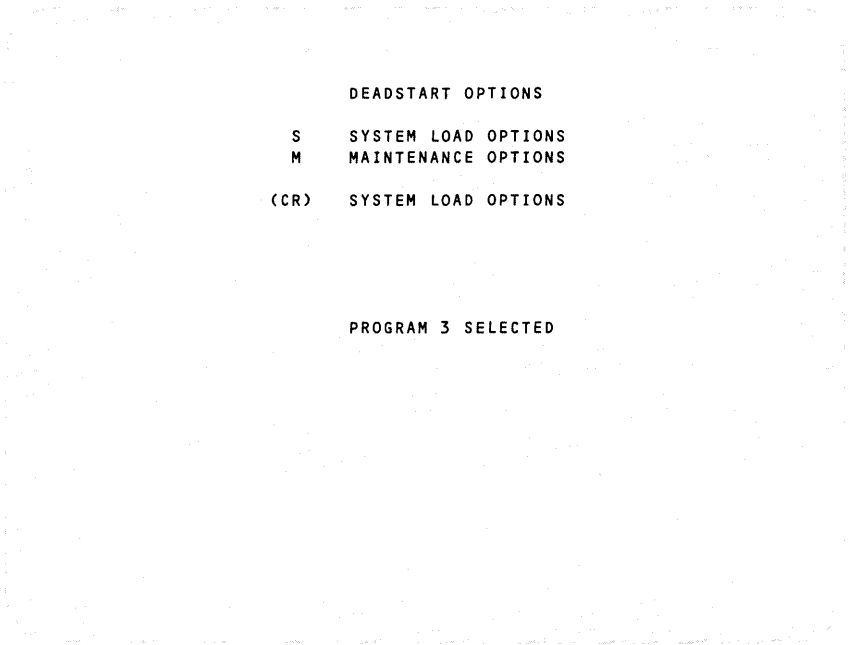 DEADSTART OPTIONS
S SYSTEM LOAD OPTIONS
M MAINTENANCE OPTIONS
(CR) SYSTEM LOAD OPTIONS
PROGRAM 3 SELECTED